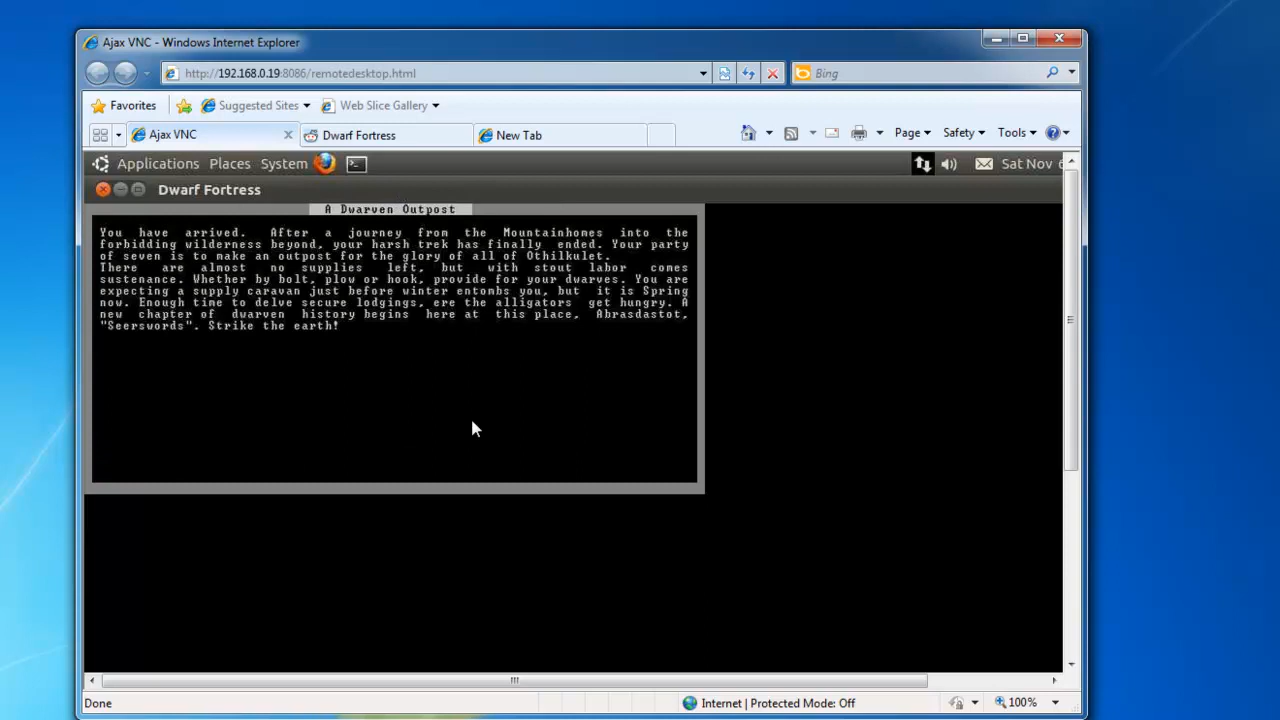 Ajax VNC - Windows Internet Explorer
http://192.168.0.19:8086/remotedesktop.html
Bing
Favorites
Suggested Sites
Web Slice Gallery
Ajax VNC
Dwarf Fortress
New Tab
Page
Safety
Tools
Applications Places System
Sat Nov 6
Dwarf Fortress
A Dwarven Outpost
You have arrived. After a journey from the Mountainhomes into the
forbidding wilderness beyond, your harsh trek has finally ended. Your party
of seven is to make an outpost for the glory of all of Othilkulet.
There are almost no supplies left, but with stout labor comes
sustenance. Whether by bolt, plow or hook, provide for your dwarves. You are
expecting a supply caravan just before winter entombs you, but it is Spring
now. Enough time to delve secure lodgings, ere the alligators get hungry. A
new chapter of dwarven history begins here at this place, Abrasdastot,
"Seerswords". Strike the earth!
Done
Internet | Protected Mode: Off
100%